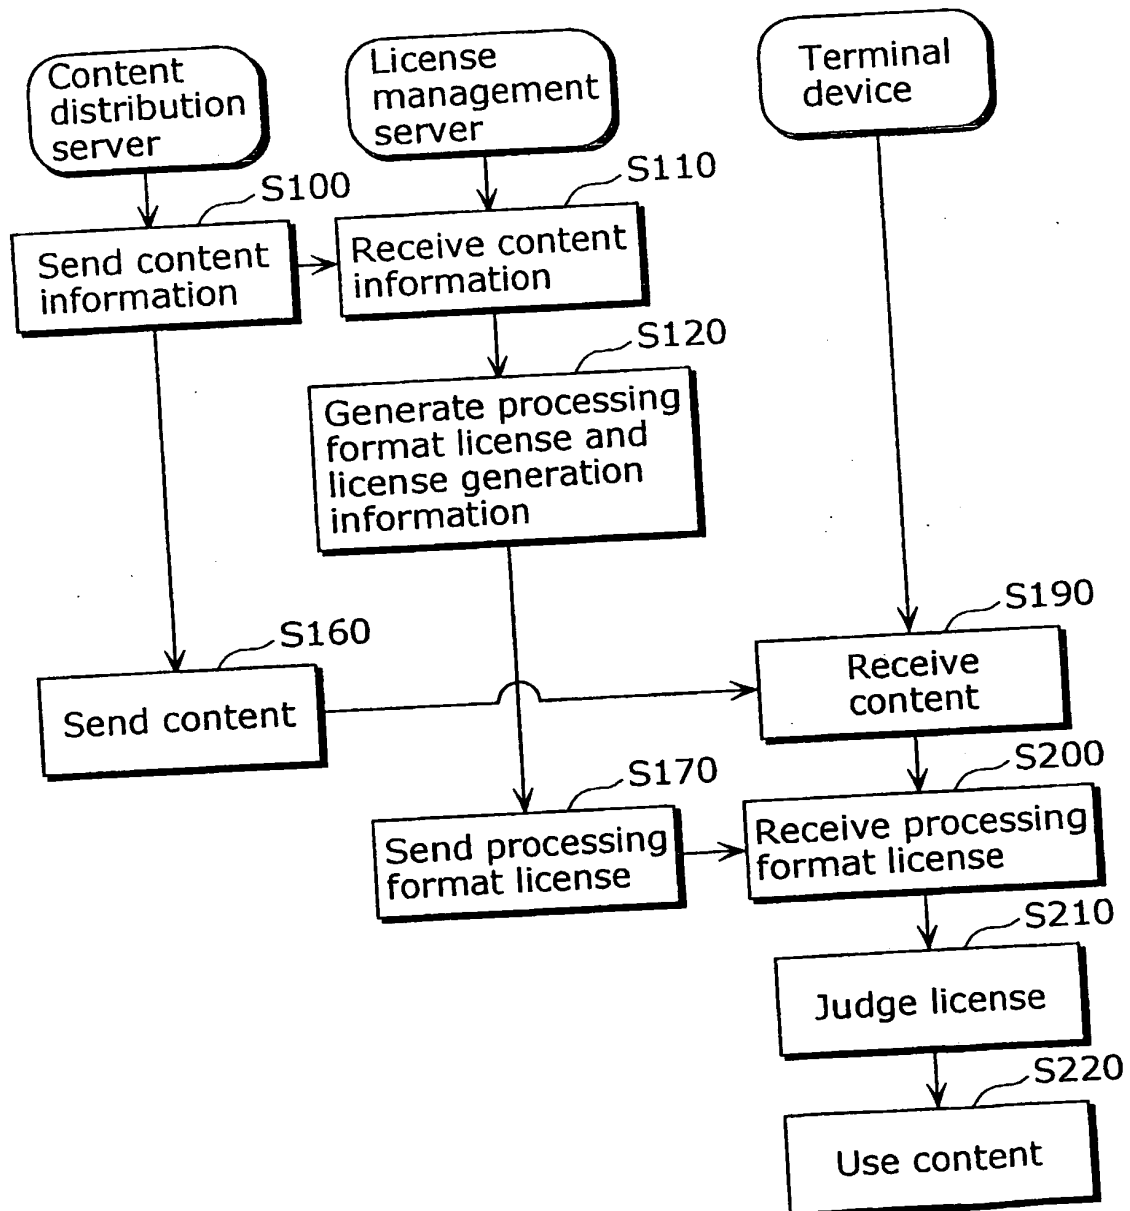 Content
distribution
server
License
management
server
Terminal
device
S100
Send content
information
S110
Receive content
information
S120
Generate processing
format license and
license generation
information
S160
Send content
S190
Receive
content
S170
Send processing
format license
S200
Receive processing
format license
S210
Judge license
S220
Use content